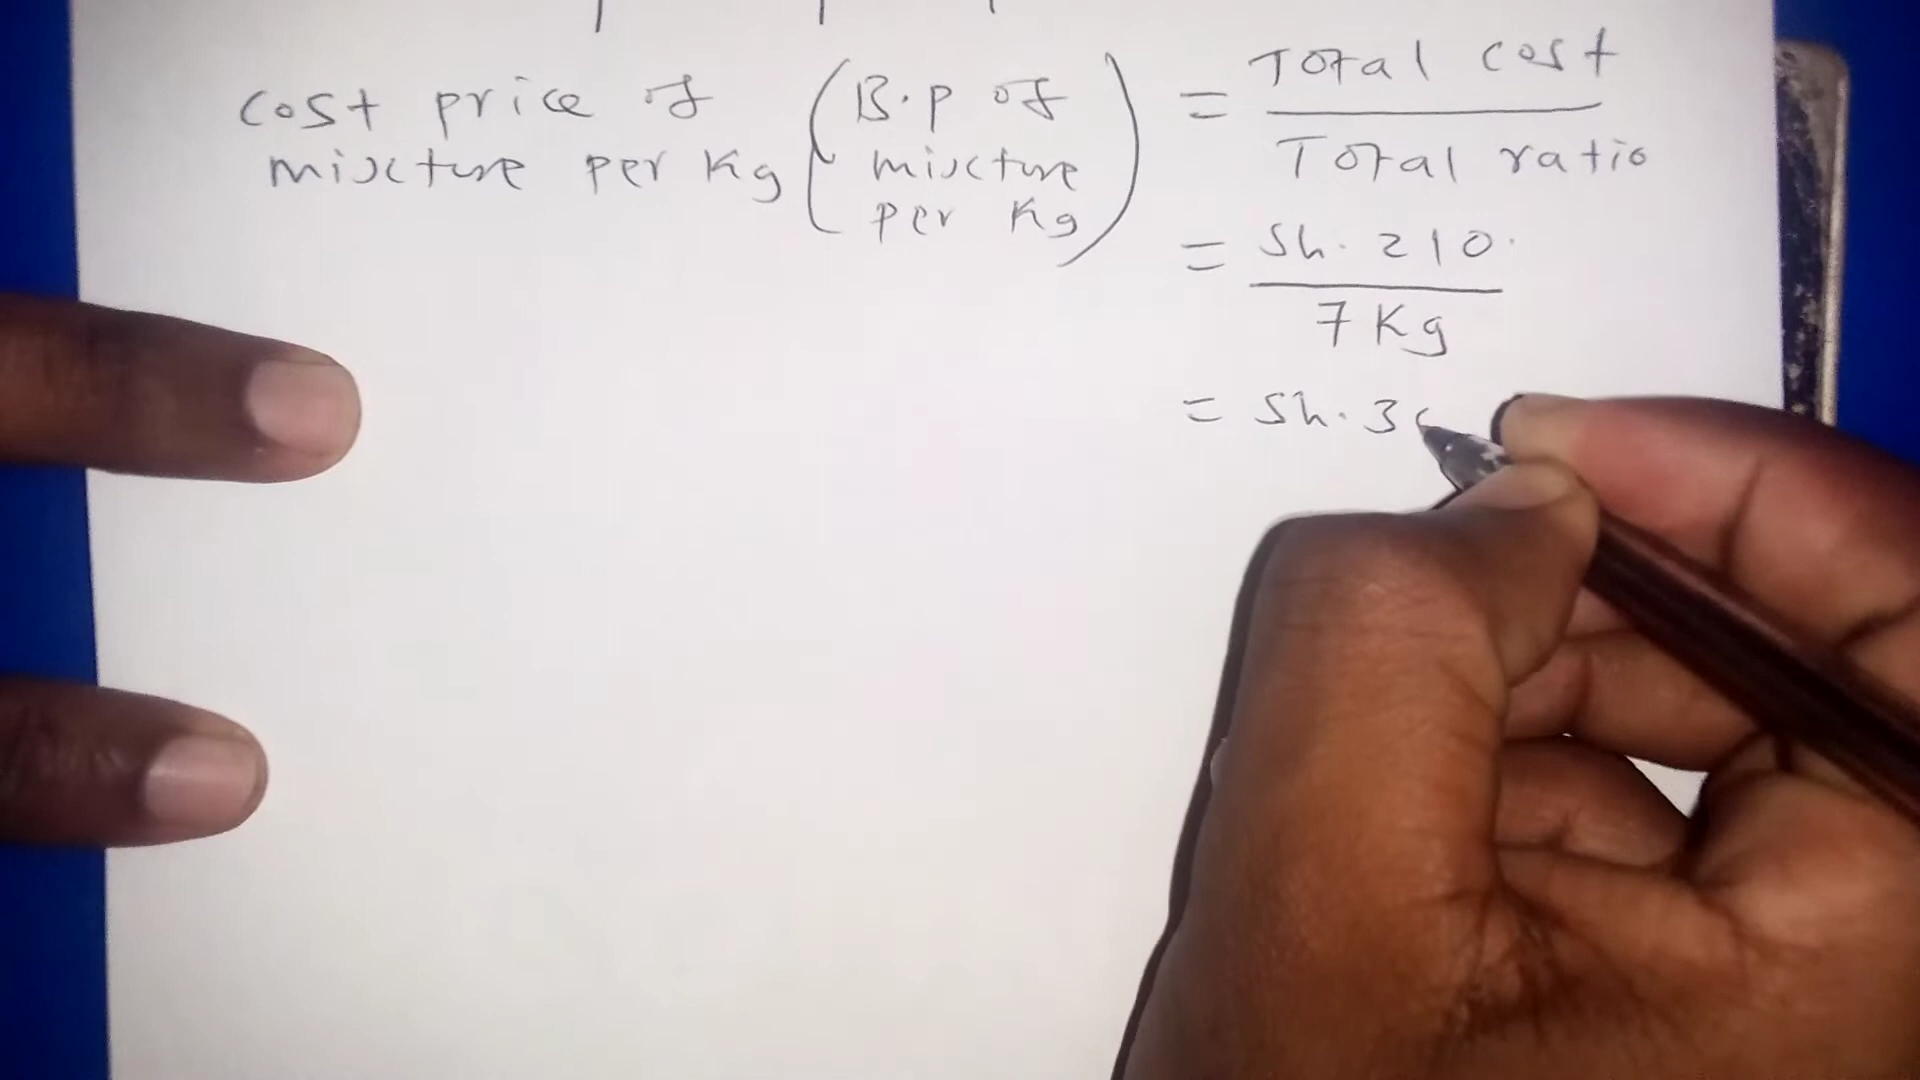 Cost price of
mixture per Kg
(B.p of
mixture
per Kg)
= Total cost
Total ratio
= Sh. 210
7 Kg
= Sh. 3